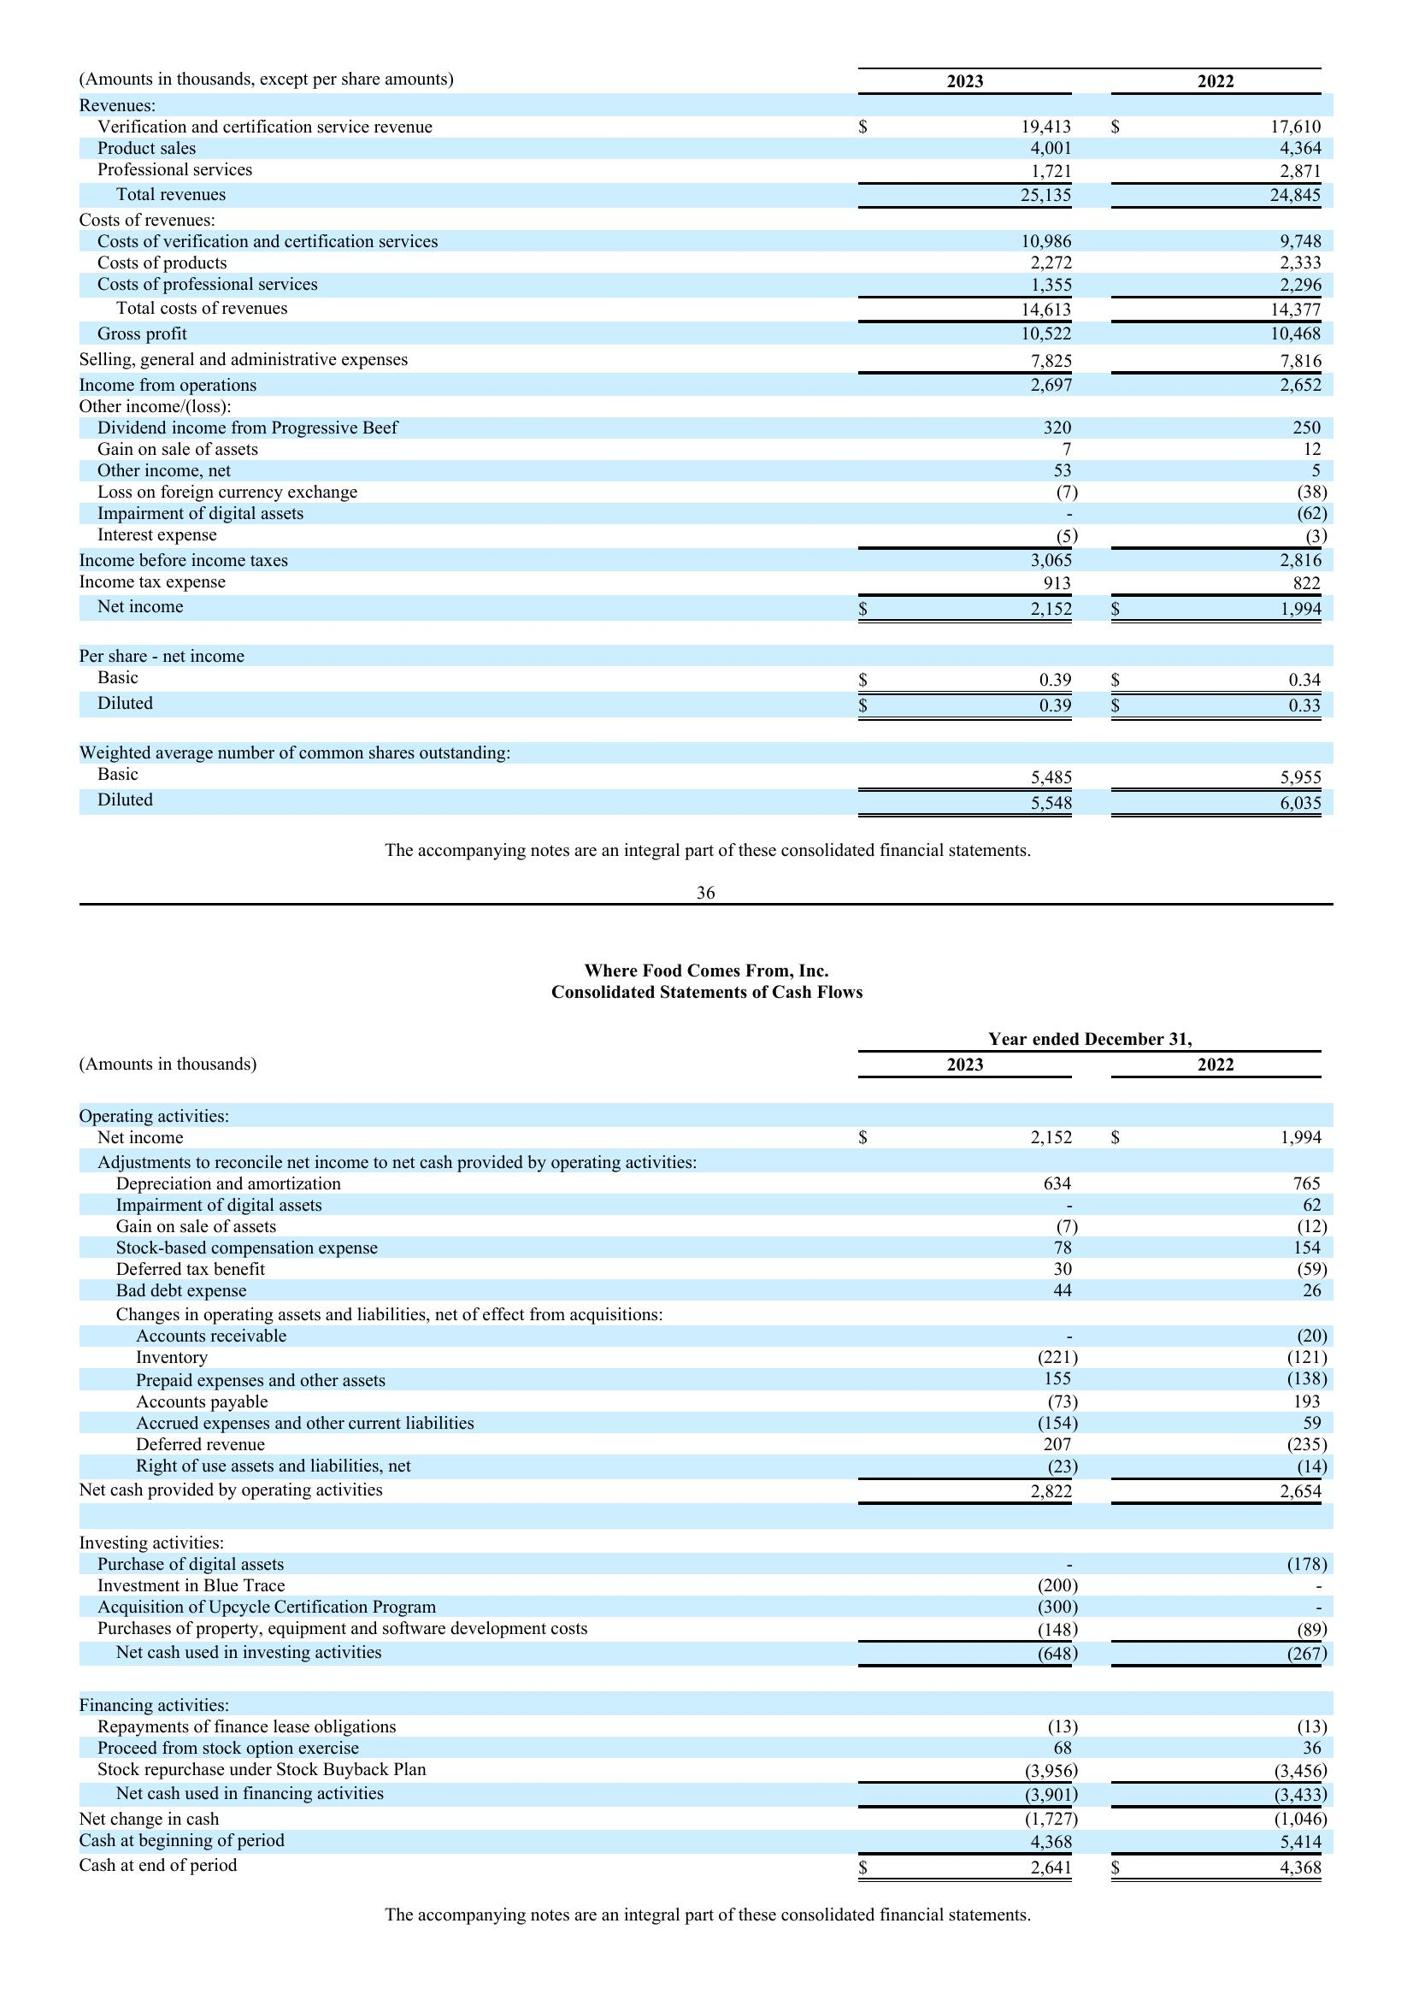 (Amounts in thousands, except per share amounts) 2023 2022
Revenues:
Verification and certification service revenue $ 19,413 $ 17,610
Product sales 4,001 4,364
Professional services 1,721 2,871
Total revenues 25,135 24,845
Costs of revenues:
Costs of verification and certification services 10,986 9,748
Costs of products 2,272 2,333
Costs of professional services 1,355 2,296
Total costs of revenues 14,613 14,377
Gross profit 10,522 10,468
Selling, general and administrative expenses 7,825 7,816
Income from operations 2,697 2,652
Other income/(loss):
Dividend income from Progressive Beef 320 250
Gain on sale of assets 7 12
Other income, net 53 5
Loss on foreign currency exchange (7) (38)
Impairment of digital assets - (62)
Interest expense (5) (3)
Income before income taxes 3,065 2,816
Income tax expense 913 822
Net income $ 2,152 $ 1,994
Per share - net income
Basic $ 0.39 $ 0.34
Diluted $ 0.39 $ 0.33
Weighted average number of common shares outstanding:
Basic 5,485 5,955
Diluted 5,548 6,035
The accompanying notes are an integral part of these consolidated financial statements.
36
Where Food Comes From, Inc.
Consolidated Statements of Cash Flows
Year ended December 31,
(Amounts in thousands) 2023 2022
Operating activities:
Net income $ 2,152 $ 1,994
Adjustments to reconcile net income to net cash provided by operating activities:
Depreciation and amortization 634 765
Impairment of digital assets - 62
Gain on sale of assets (7) (12)
Stock-based compensation expense 78 154
Deferred tax benefit 30 (59)
Bad debt expense 44 26
Changes in operating assets and liabilities, net of effect from acquisitions:
Accounts receivable - (20)
Inventory (221) (121)
Prepaid expenses and other assets 155 (138)
Accounts payable (73) 193
Accrued expenses and other current liabilities (154) 59
Deferred revenue 207 (235)
Right of use assets and liabilities, net (23) (14)
Net cash provided by operating activities 2,822 2,654
Investing activities:
Purchase of digital assets - (178)
Investment in Blue Trace (200) -
Acquisition of Upcycle Certification Program (300) -
Purchases of property, equipment and software development costs (148) (89)
Net cash used in investing activities (648) (267)
Financing activities:
Repayments of finance lease obligations (13) (13)
Proceed from stock option exercise 68 36
Stock repurchase under Stock Buyback Plan (3,956) (3,456)
Net cash used in financing activities (3,901) (3,433)
Net change in cash (1,727) (1,046)
Cash at beginning of period 4,368 5,414
Cash at end of period $ 2,641 $ 4,368
The accompanying notes are an integral part of these consolidated financial statements.